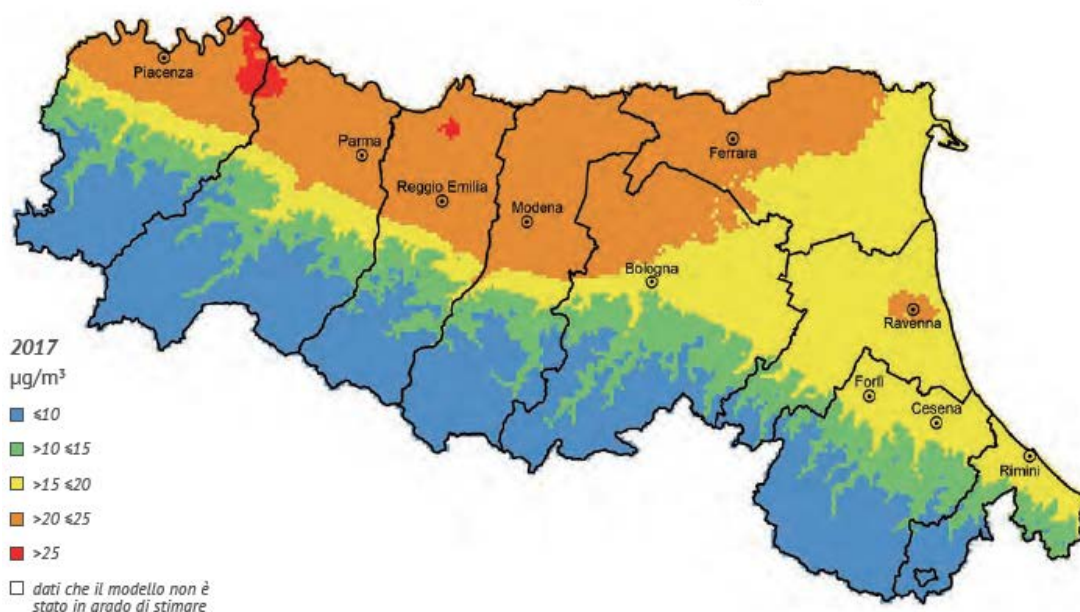 Piacenza
Parma
Reggio Emilia
Modena
Ferrara
Bologna
Ravenna
Forlì
Cesena
Rimini
2017
µg/m³
≤10
>10 ≤15
>15 ≤20
>20 ≤25
>25
dati che il modello non è
stato in grado di stimare